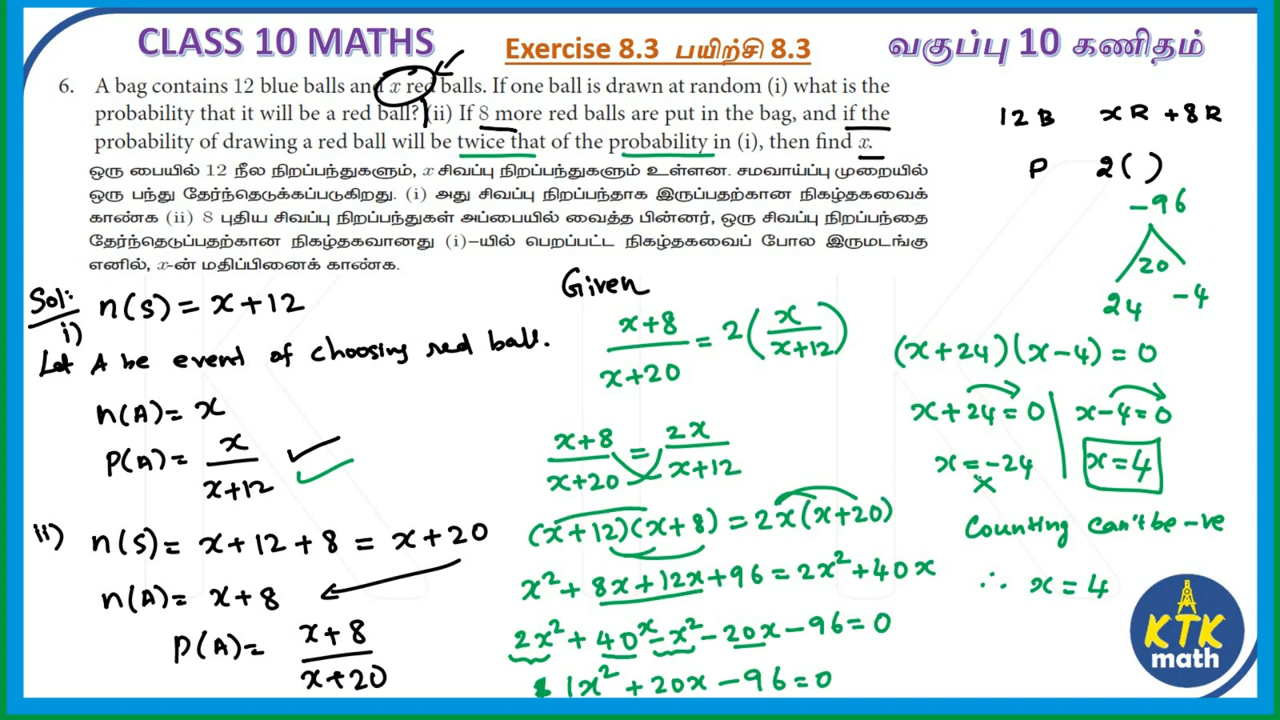 CLASS 10 MATHS
Exercise 8.3 பயிற்சி 8.3
வகுப்பு 10 கணிதம்
6. A bag contains 12 blue balls and x red balls. If one ball is drawn at random (i) what is the
probability that it will be a red ball? (ii) If 8 more red balls are put in the bag, and if the
probability of drawing a red ball will be twice that of the probability in (i), then find x.
ஒரு பையில் 12 நீல நிறப்பந்துகளும், x சிவப்பு நிறப்பந்துகளும் உள்ளன. சமவாய்ப்பு முறையில்
ஒரு பந்து தேர்ந்தெடுக்கப்படுகிறது. (i) அது சிவப்பு நிறப்பந்தாக இருப்பதற்கான நிகழ்தகவைக்
காண்க (ii) 8 புதிய சிவப்பு நிறப்பந்துகள் அப்பையில் வைத்த பின்னர், ஒரு சிவப்பு நிறப்பந்தை
தேர்ந்தெடுப்பதற்கான நிகழ்தகவானது (i)−யில் பெறப்பட்ட நிகழ்தகவைப் போல இருமடங்கு
எனில், x-ன் மதிப்பினைக் காண்க.
12 B xR +8R
P 2( )
-96
20
24 -4
Sol:
i) n(S) = x+12
Let A be event of choosing red ball.
n(A) = x
P(A) = x/(x+12)
ii) n(S) = x+12+8 = x+20
n(A) = x+8
P(A) = (x+8)/(x+20)
Given
(x+8)/(x+20) = 2(x/(x+12))
(x+8)/(x+20) = 2x/(x+12)
(x+12)(x+8) = 2x(x+20)
x² + 8x+12x+96 = 2x²+40x
2x²+40x-x²-20x-96=0
1x²+20x-96=0
(x+24)(x-4)=0
x+24=0 | x-4=0
x=-24 | x=4
×
Counting can't be -ve
∴ x=4
KTK
math